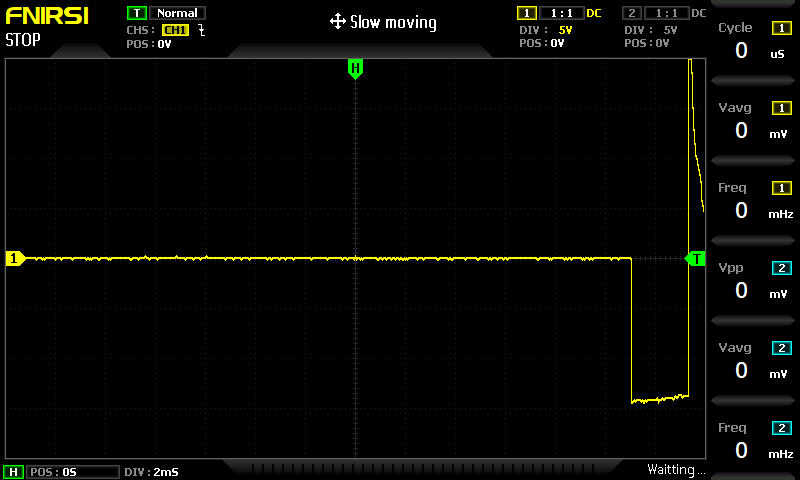 FNIRSI
STOP
T Normal
CHS: CH1
POS: 0V
Slow moving
1 1:1 DC
DIV: 5V
POS: 0V
2 1:1 DC
DIV: 5V
POS: 0V
H
1
T
Cycle 1
0 uS
Vavg 1
0 mV
Freq 1
0 mHz
Vpp 2
0 mV
Vavg 2
0 mV
Freq 2
0 mHz
H POS: 0S DIV: 2mS
Waitting...